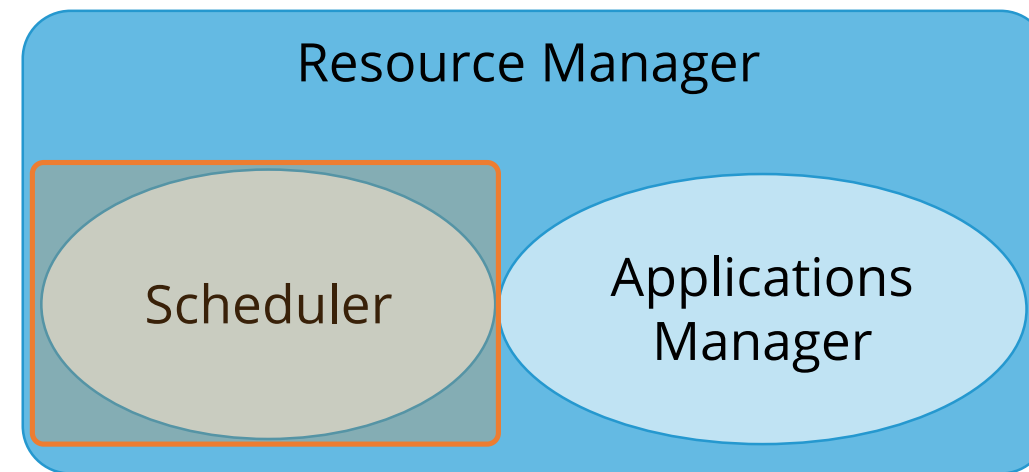 Resource Manager
Scheduler
Applications
Manager